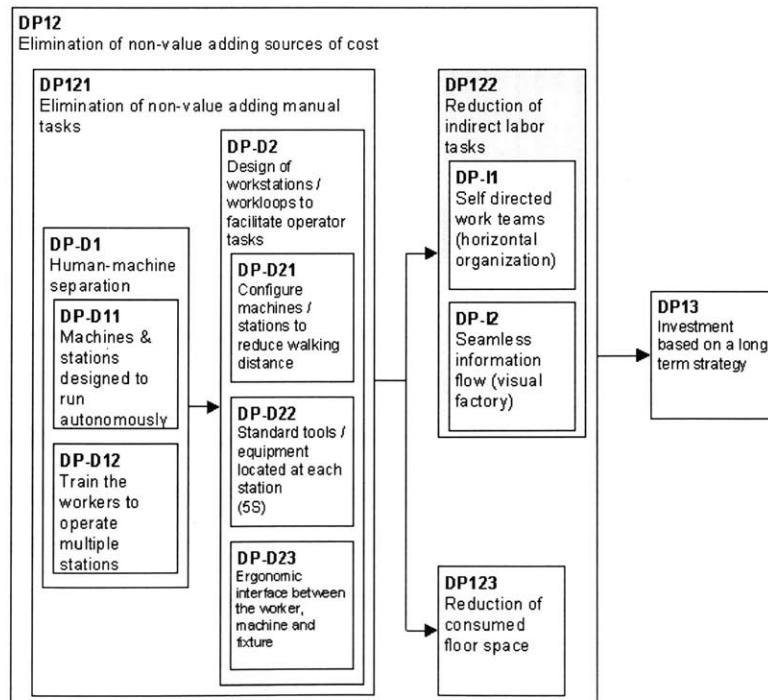 DP12
Elimination of non-value adding sources of cost
DP121
Elimination of non-value adding manual
tasks
DP-D1
Human-machine
separation
DP-D11
Machines &
stations
designed to
run
autonomously
DP-D12
Train the
workers to
operate
multiple
stations
DP-D2
Design of
workstations /
workloops to
facilitate operator
tasks
DP-D21
Configure
machines /
stations to
reduce walking
distance
DP-D22
Standard tools /
equipment
located at each
station
(5S)
DP-D23
Ergonomic
interface between
the worker,
machine and
fixture
DP122
Reduction of
indirect labor
tasks
DP-I1
Self directed
work teams
(horizontal
organization)
DP-I2
Seamless
information
flow (visual
factory)
DP123
Reduction of
consumed
floor space
DP13
Investment
based on a long
term strategy